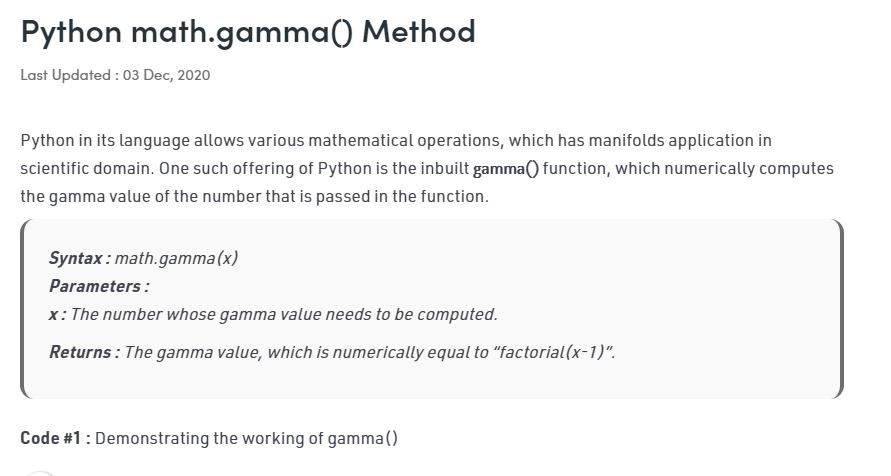 Python math.gamma() Method
Last Updated : 03 Dec, 2020
Python in its language allows various mathematical operations, which has manifolds application in
scientific domain. One such offering of Python is the inbuilt gamma() function, which numerically computes
the gamma value of the number that is passed in the function.
Syntax : math.gamma(x)
Parameters :
x : The number whose gamma value needs to be computed.
Returns : The gamma value, which is numerically equal to “factorial(x-1)”.
Code #1 : Demonstrating the working of gamma()